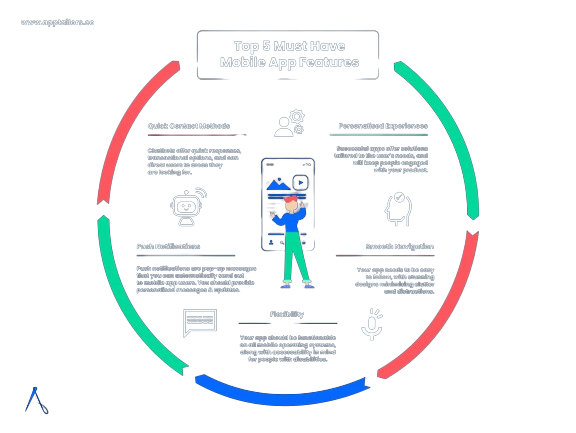 www.apptailors.co
Top 5 Must Have
Mobile App Features
Quick Contact Methods
Chatbots offer quick responses,
transactional options, and can
direct users to areas they
are looking for.
Personalised Experiences
Successful apps offer solutions
tailored to the user's needs, and
will keep people engaged
with your product.
Push Notifications
Push notifications are pop-up messages
that you can automatically send out
to mobile app users. You should provide
personalised messages & updates.
Smooth Navigation
Your app needs to be easy
to follow, with stunning
designs minimising clutter
and distractions.
Flexibility
Your app should be functionable
on all mobile operating systems,
along with accessibility in mind
for people with disabilities.